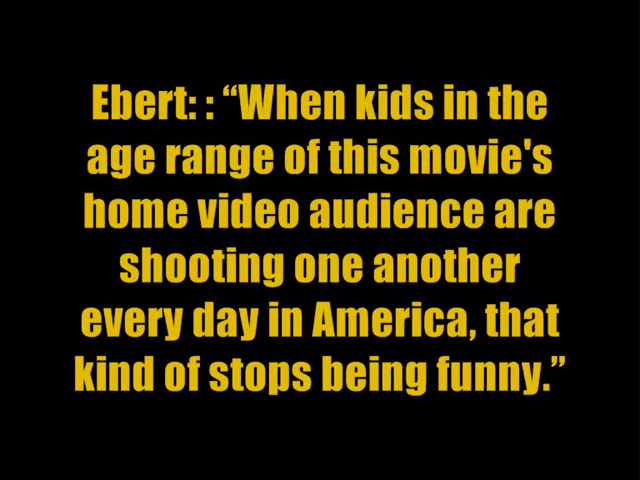 Ebert: : “When kids in the
age range of this movie's
home video audience are
shooting one another
every day in America, that
kind of stops being funny.”